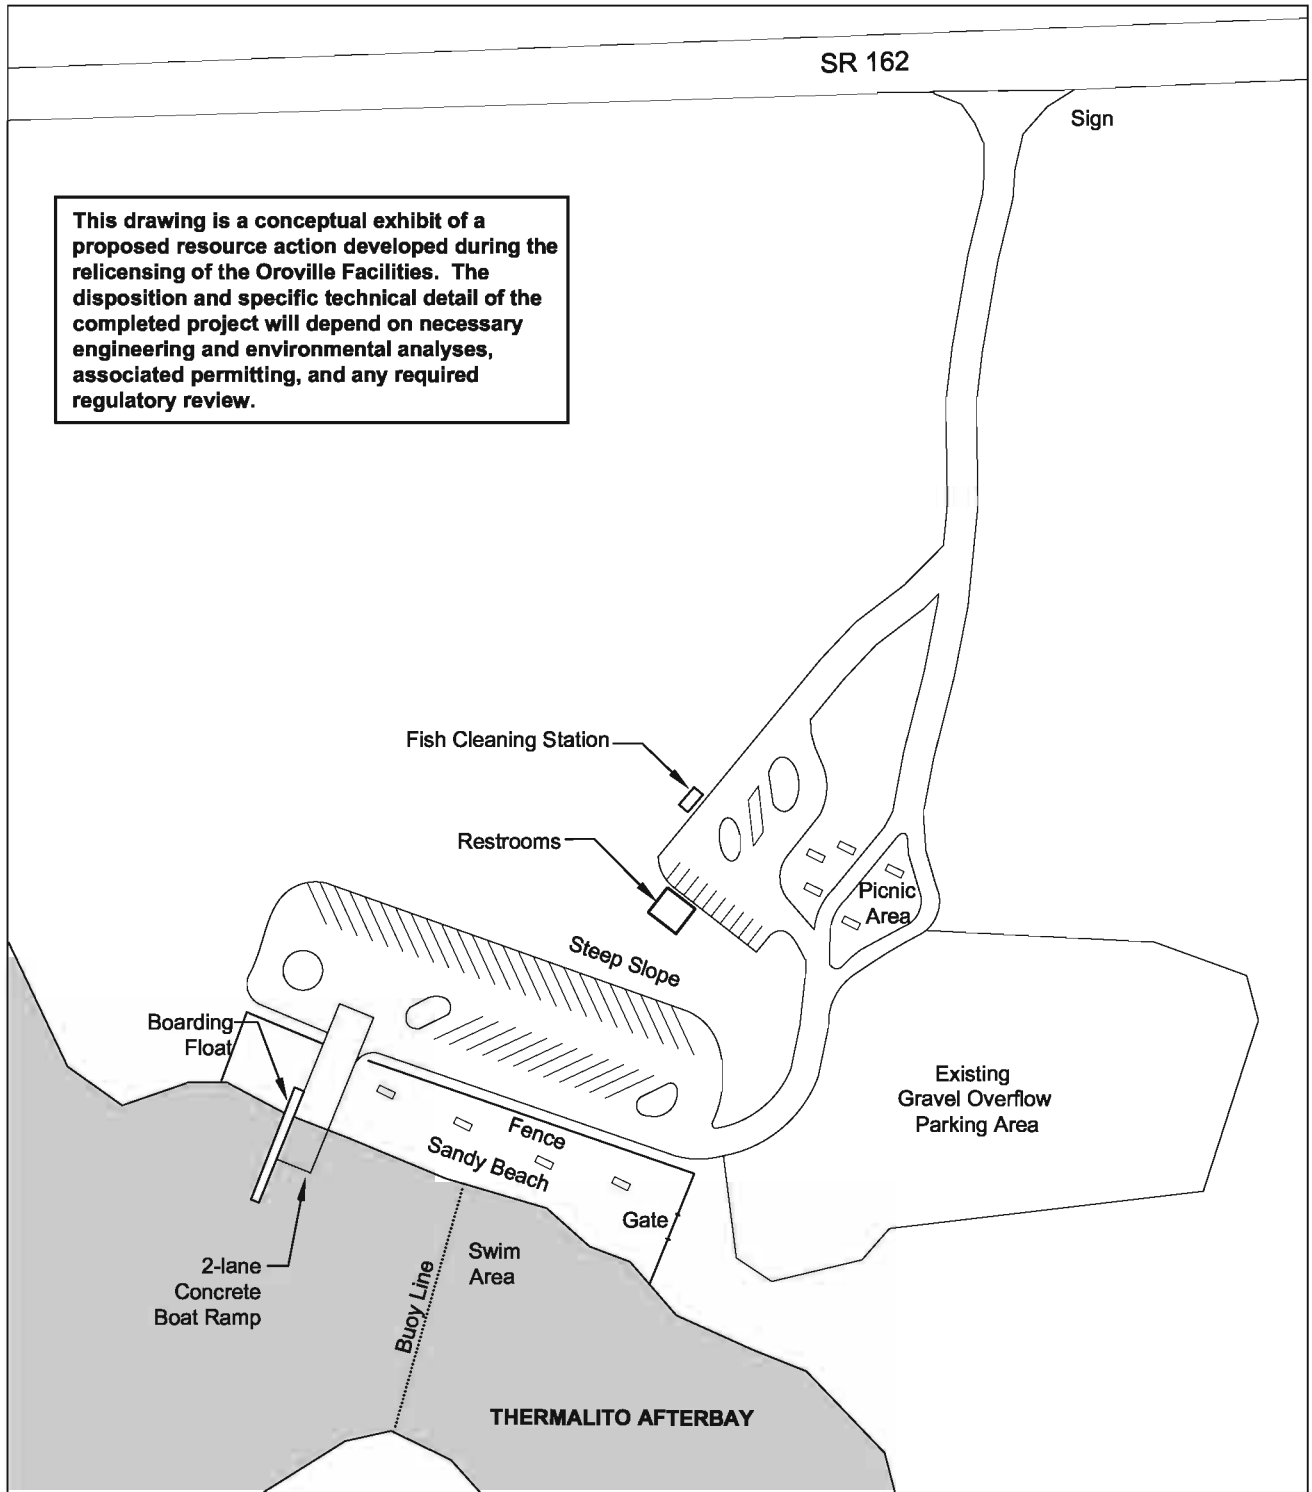 SR 162
Sign
This drawing is a conceptual exhibit of a
proposed resource action developed during the
relicensing of the Oroville Facilities. The
disposition and specific technical detail of the
completed project will depend on necessary
engineering and environmental analyses,
associated permitting, and any required
regulatory review.
Fish Cleaning Station
Restrooms
Picnic
Area
Steep Slope
Boarding
Float
Existing
Gravel Overflow
Parking Area
Fence
Sandy Beach
Gate
Swim
Area
2-lane
Concrete
Boat Ramp
Buoy Line
THERMALITO AFTERBAY